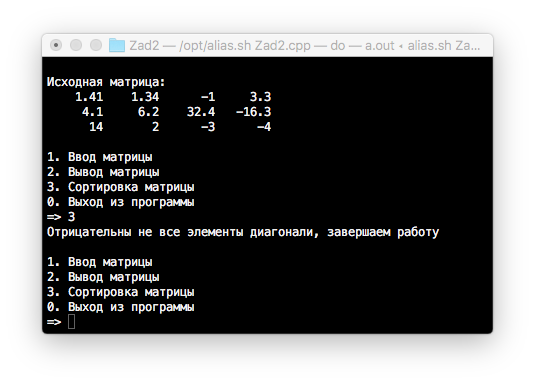 Zad2 — /opt/alias.sh Zad2.cpp — do — a.out ◂ alias.sh Za...
Исходная матрица:
1.41 1.34 -1 3.3
4.1 6.2 32.4 -16.3
14 2 -3 -4
1. Ввод матрицы
2. Вывод матрицы
3. Сортировка матрицы
0. Выход из программы
=> 3
Отрицательны не все элементы диагонали, завершаем работу
1. Ввод матрицы
2. Вывод матрицы
3. Сортировка матрицы
0. Выход из программы
=>